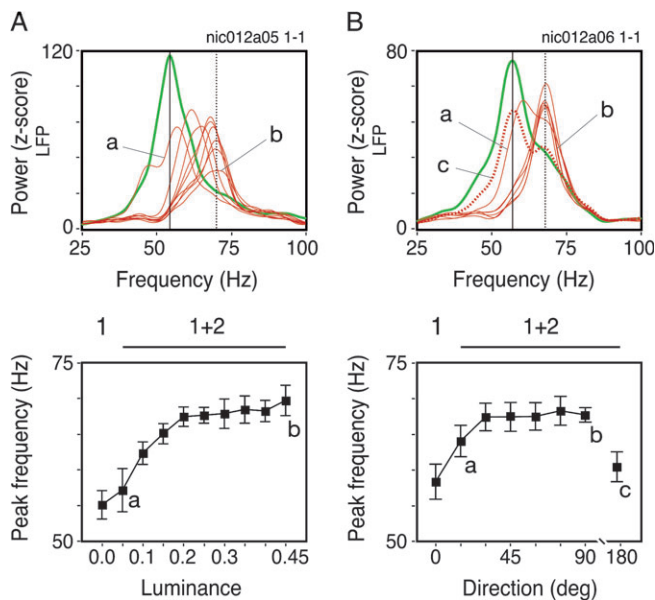 A
nic012a05 1-1
120
Power (z-score)
LFP
a
b
0
25 50 75 100
Frequency (Hz)
B
nic012a06 1-1
80
Power (z-score)
LFP
a
c
b
0
25 50 75 100
Frequency (Hz)
1 1+2
75
Peak frequency (Hz)
a
b
50
0.0 0.1 0.2 0.3 0.45
Luminance
1 1+2
75
Peak frequency (Hz)
a
b
c
50
0 45 90 180
Direction (deg)